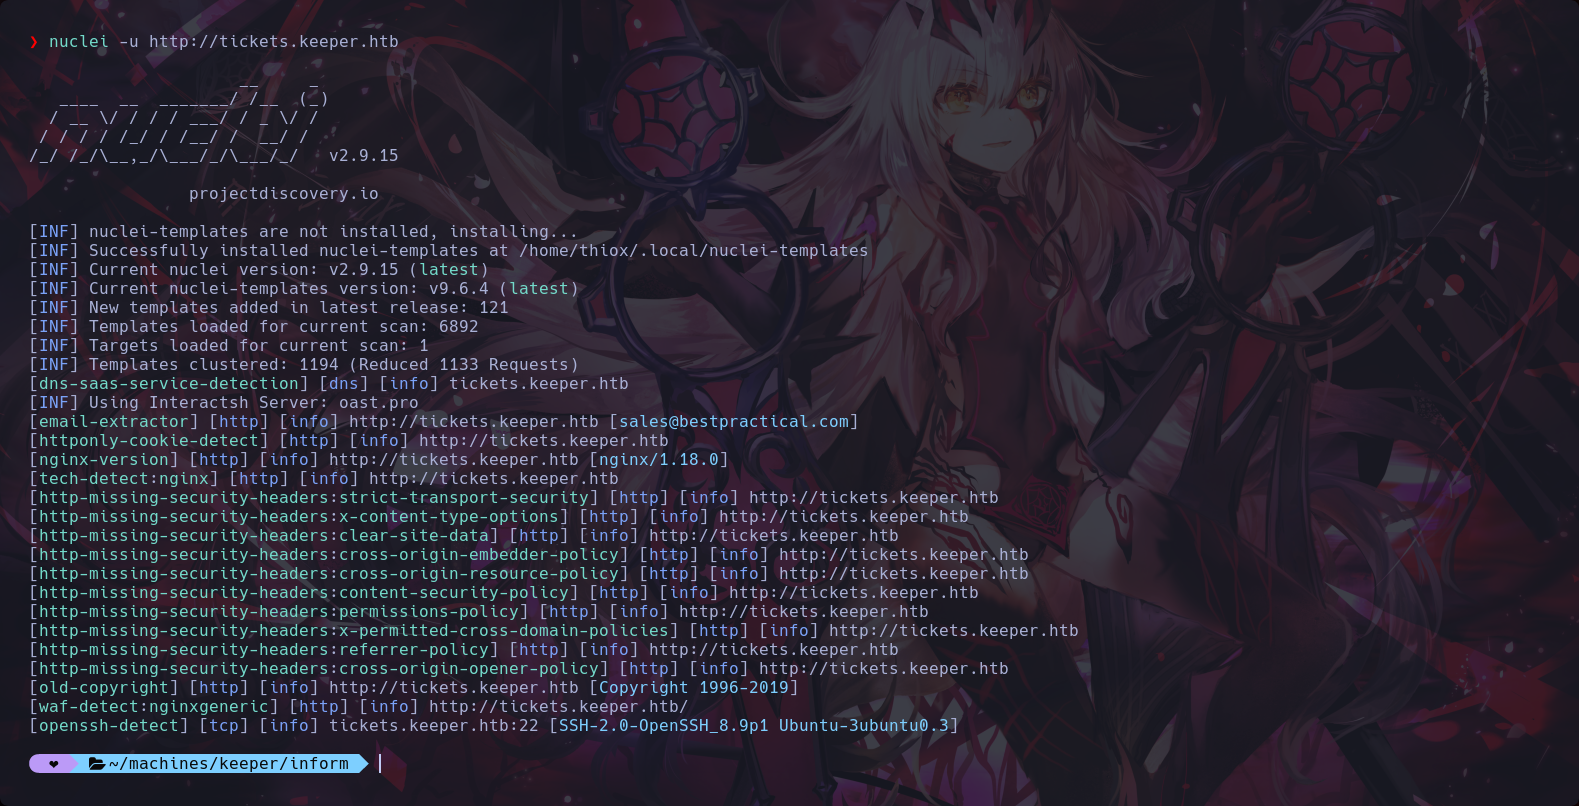 ❯ nuclei -u http://tickets.keeper.htb
                     __     _
   ____  __  _______/ /__  (_)
  / __ \/ / / / ___/ / _ \/ /
 / / / / /_/ / /__/ /  __/ /
/_/ /_/\__,_/\___/_/\___/_/   v2.9.15
projectdiscovery.io
[INF] nuclei-templates are not installed, installing...
[INF] Successfully installed nuclei-templates at /home/thiox/.local/nuclei-templates
[INF] Current nuclei version: v2.9.15 (latest)
[INF] Current nuclei-templates version: v9.6.4 (latest)
[INF] New templates added in latest release: 121
[INF] Templates loaded for current scan: 6892
[INF] Targets loaded for current scan: 1
[INF] Templates clustered: 1194 (Reduced 1133 Requests)
[dns-saas-service-detection] [dns] [info] tickets.keeper.htb
[INF] Using Interactsh Server: oast.pro
[email-extractor] [http] [info] http://tickets.keeper.htb [sales@bestpractical.com]
[httponly-cookie-detect] [http] [info] http://tickets.keeper.htb
[nginx-version] [http] [info] http://tickets.keeper.htb [nginx/1.18.0]
[tech-detect:nginx] [http] [info] http://tickets.keeper.htb
[http-missing-security-headers:strict-transport-security] [http] [info] http://tickets.keeper.htb
[http-missing-security-headers:x-content-type-options] [http] [info] http://tickets.keeper.htb
[http-missing-security-headers:clear-site-data] [http] [info] http://tickets.keeper.htb
[http-missing-security-headers:cross-origin-embedder-policy] [http] [info] http://tickets.keeper.htb
[http-missing-security-headers:cross-origin-resource-policy] [http] [info] http://tickets.keeper.htb
[http-missing-security-headers:content-security-policy] [http] [info] http://tickets.keeper.htb
[http-missing-security-headers:permissions-policy] [http] [info] http://tickets.keeper.htb
[http-missing-security-headers:x-permitted-cross-domain-policies] [http] [info] http://tickets.keeper.htb
[http-missing-security-headers:referrer-policy] [http] [info] http://tickets.keeper.htb
[http-missing-security-headers:cross-origin-opener-policy] [http] [info] http://tickets.keeper.htb
[old-copyright] [http] [info] http://tickets.keeper.htb [Copyright 1996-2019]
[waf-detect:nginxgeneric] [http] [info] http://tickets.keeper.htb/
[openssh-detect] [tcp] [info] tickets.keeper.htb:22 [SSH-2.0-OpenSSH_8.9p1 Ubuntu-3ubuntu0.3]
❤ ~/machines/keeper/inform